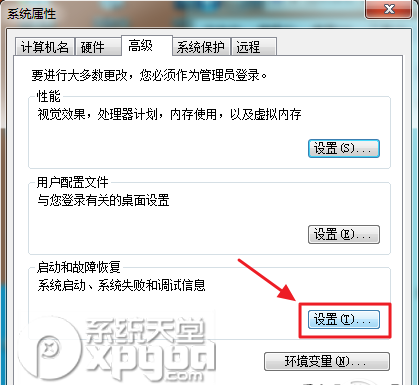 系统属性
计算机名 硬件 高级 系统保护 远程
要进行大多数更改，您必须作为管理员登录。
性能
视觉效果，处理器计划，内存使用，以及虚拟内存
设置(S)...
用户配置文件
与您登录有关的桌面设置
设置(E)...
启动和故障恢复
系统启动、系统失败和调试信息
设置(T)...
系统天堂
环境变量(N)...